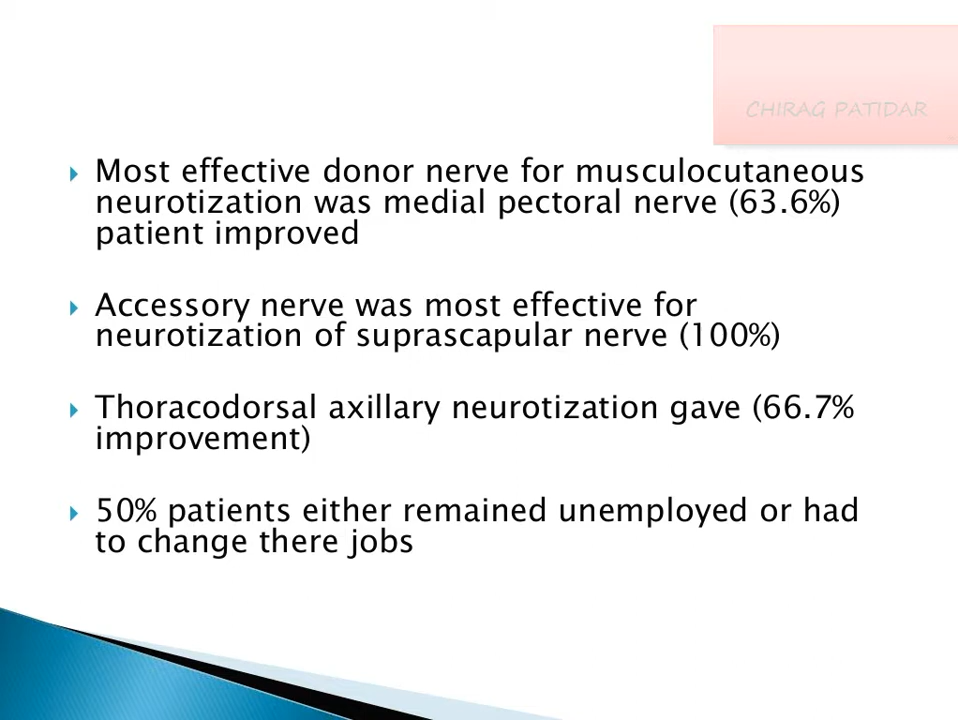 CHIRAG PATIDAR
Most effective donor nerve for musculocutaneous
neurotization was medial pectoral nerve (63.6%)
patient improved
Accessory nerve was most effective for
neurotization of suprascapular nerve (100%)
Thoracodorsal axillary neurotization gave (66.7%
improvement)
50% patients either remained unemployed or had
to change there jobs